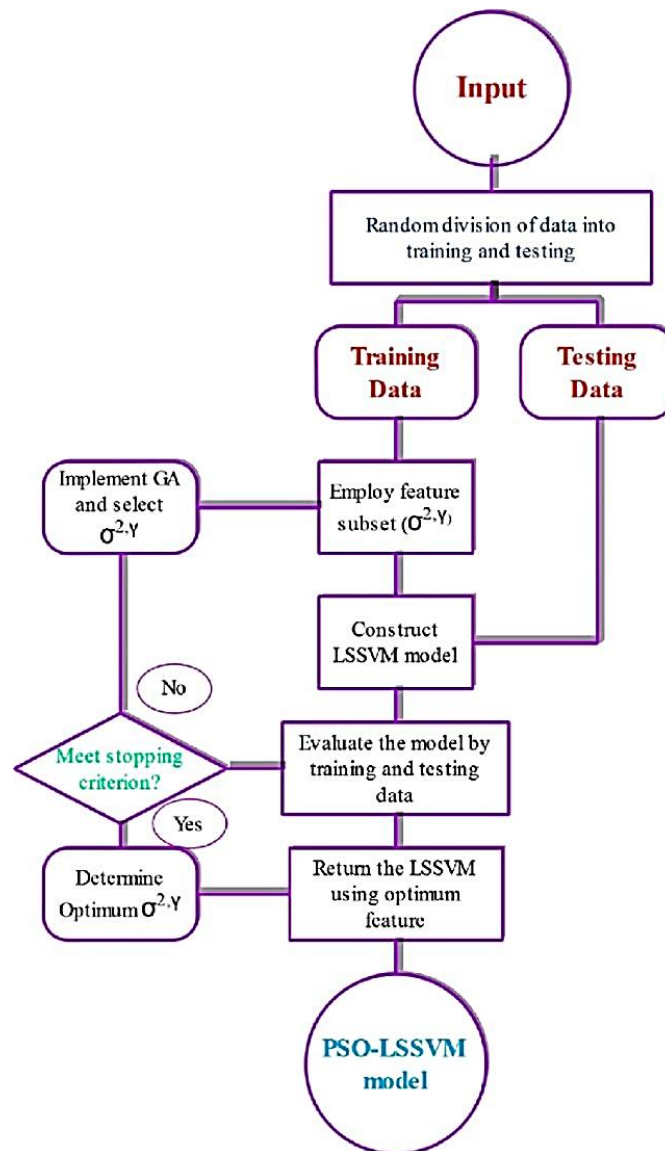 Input
Random division of data into
training and testing
Training
Data
Testing
Data
Implement GA
and select
σ²,ᵞ
Employ feature
subset (σ²,ᵞ)
Construct
LSSVM model
No
Meet stopping
criterion?
Evaluate the model by
training and testing
data
Yes
Determine
Optimum σ²,ᵞ
Return the LSSVM
using optimum
feature
PSO-LSSVM
model